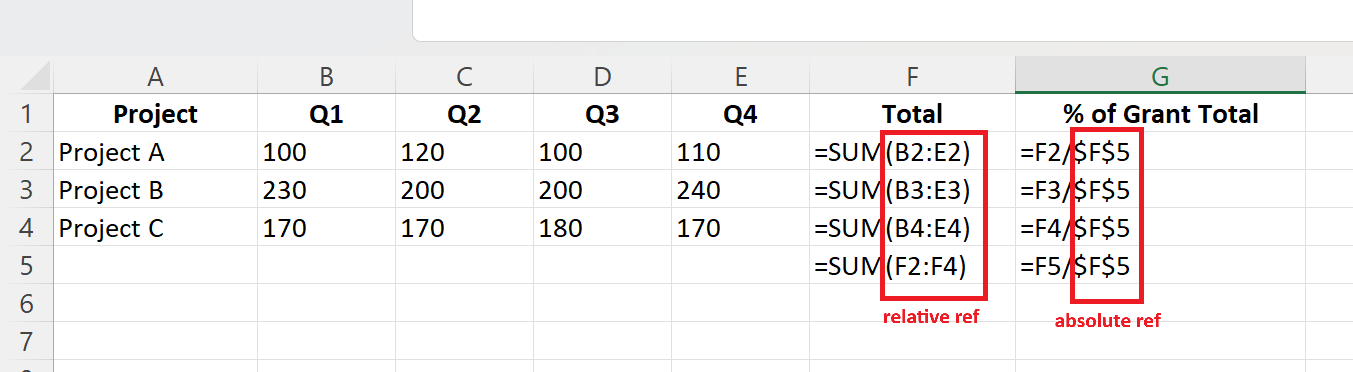 A B C D E F G
1 Project Q1 Q2 Q3 Q4 Total % of Grant Total
2 Project A 100 120 100 110 =SUM(B2:E2) =F2/$F$5
3 Project B 230 200 200 240 =SUM(B3:E3) =F3/$F$5
4 Project C 170 170 180 170 =SUM(B4:E4) =F4/$F$5
5 =SUM(F2:F4) =F5/$F$5
6
relative ref absolute ref
7